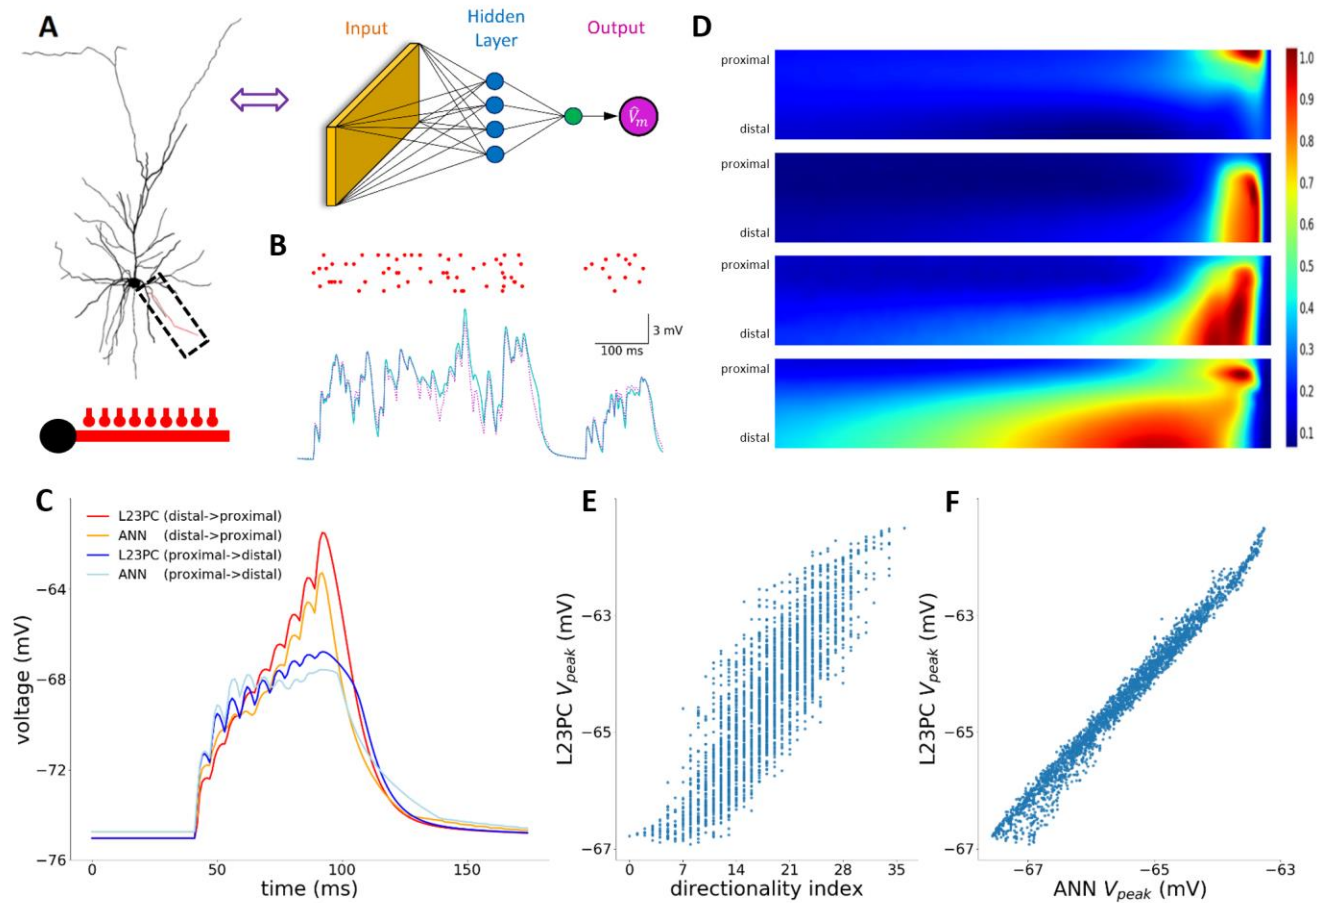 A
Input
Hidden
Layer
Output
V̂m
B
3 mV
100 ms
D
proximal
distal
proximal
distal
proximal
distal
proximal
distal
1.0
0.9
0.8
0.7
0.6
0.5
0.4
0.3
0.2
0.1
C
L23PC (distal->proximal)
ANN (distal->proximal)
L23PC (proximal->distal)
ANN (proximal->distal)
voltage (mV)
−64
−68
−72
−76
0
50
100
150
time (ms)
E
L23PC Vpeak (mV)
−63
−65
−67
0
7
14
21
28
35
directionality index
F
L23PC Vpeak (mV)
−63
−65
−67
−67
−65
−63
ANN Vpeak (mV)